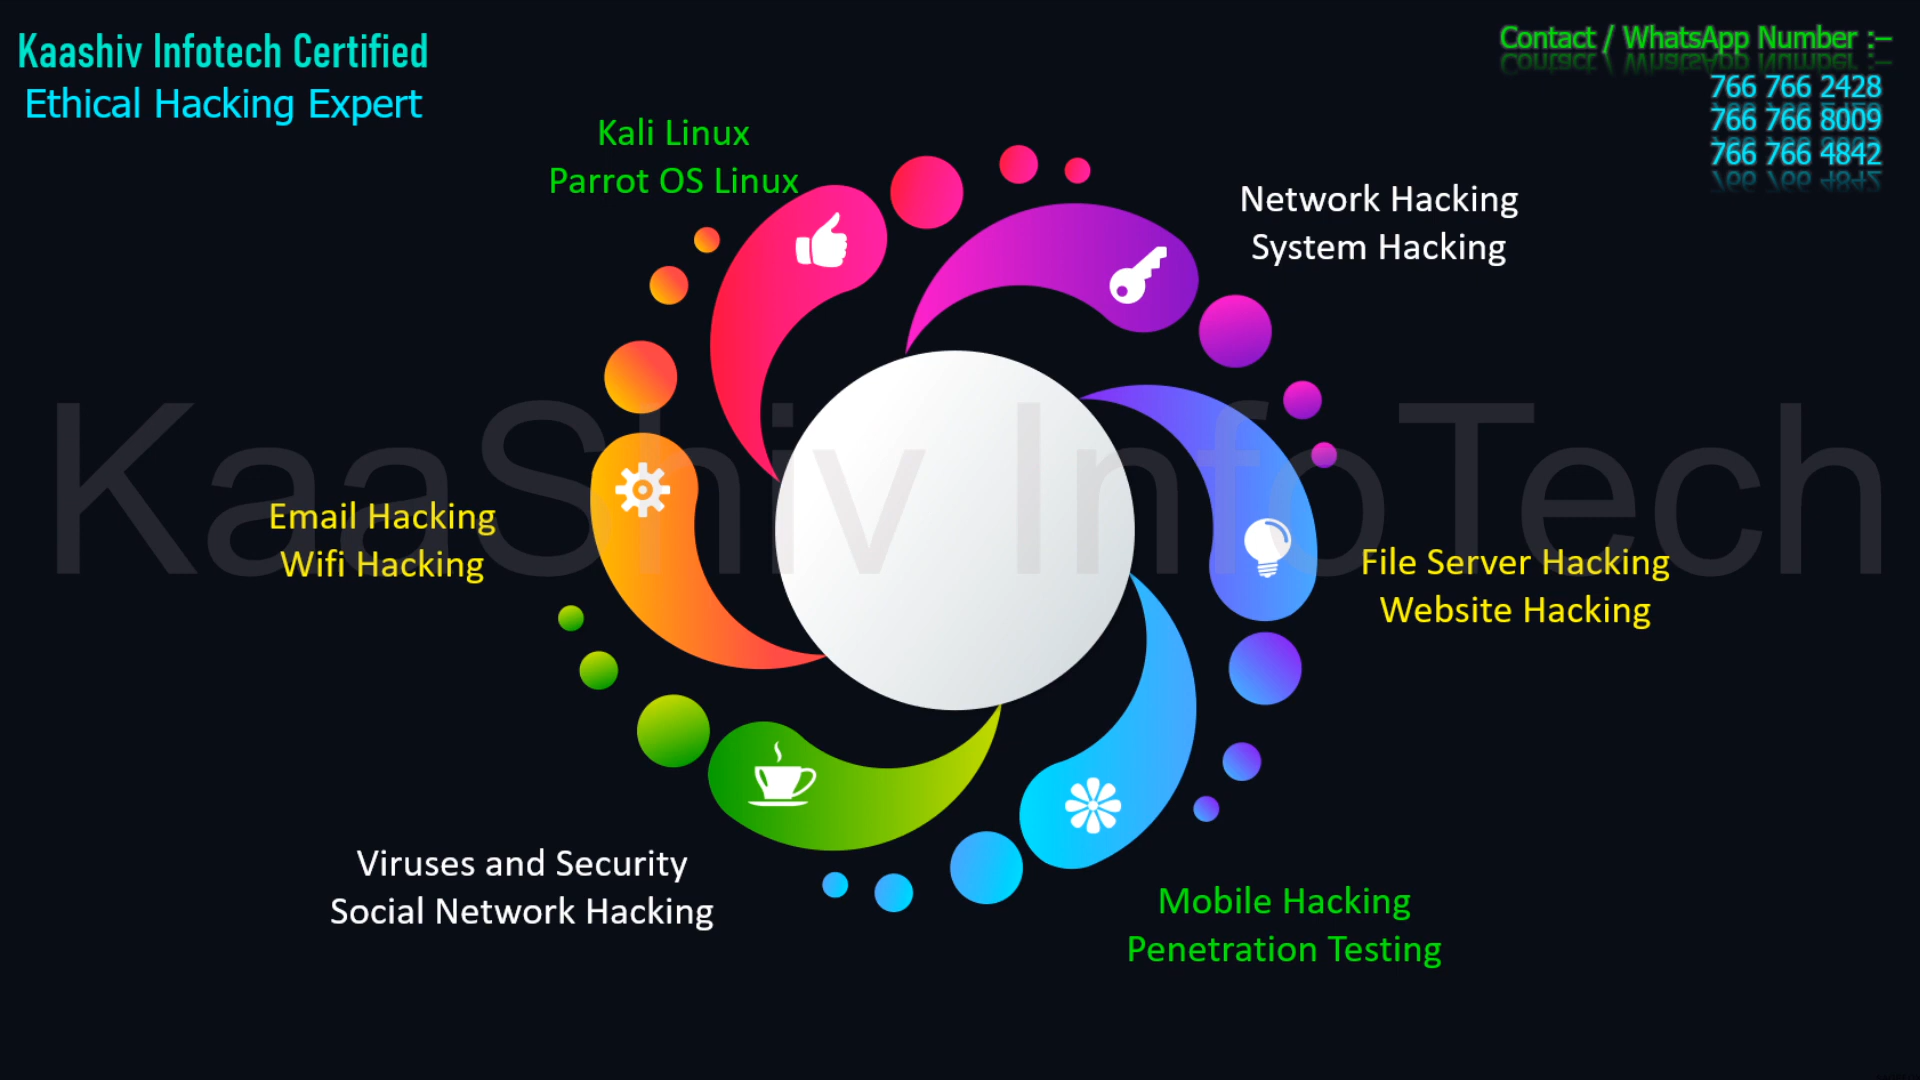 Kaashiv Infotech Certified
Ethical Hacking Expert
Contact / WhatsApp Number :–
766 766 2428
766 766 8009
766 766 4842
Kali Linux
Parrot OS Linux
Network Hacking
System Hacking
KaaShiv InfoTech
Email Hacking
Wifi Hacking
File Server Hacking
Website Hacking
Viruses and Security
Social Network Hacking
Mobile Hacking
Penetration Testing